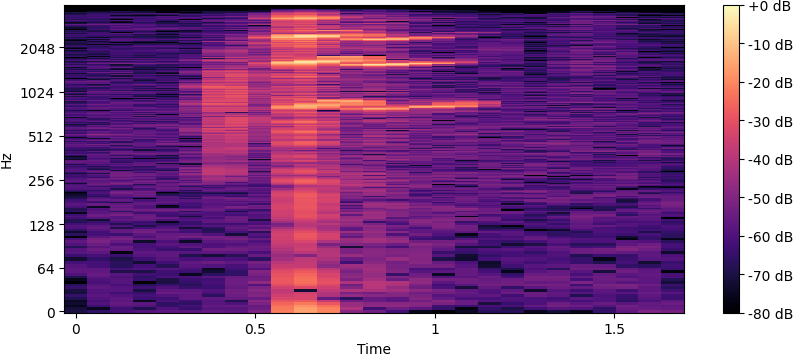 Hz
2048
1024
512
256
128
64
0
0
0.5
1
1.5
Time
+0 dB
-10 dB
-20 dB
-30 dB
-40 dB
-50 dB
-60 dB
-70 dB
-80 dB